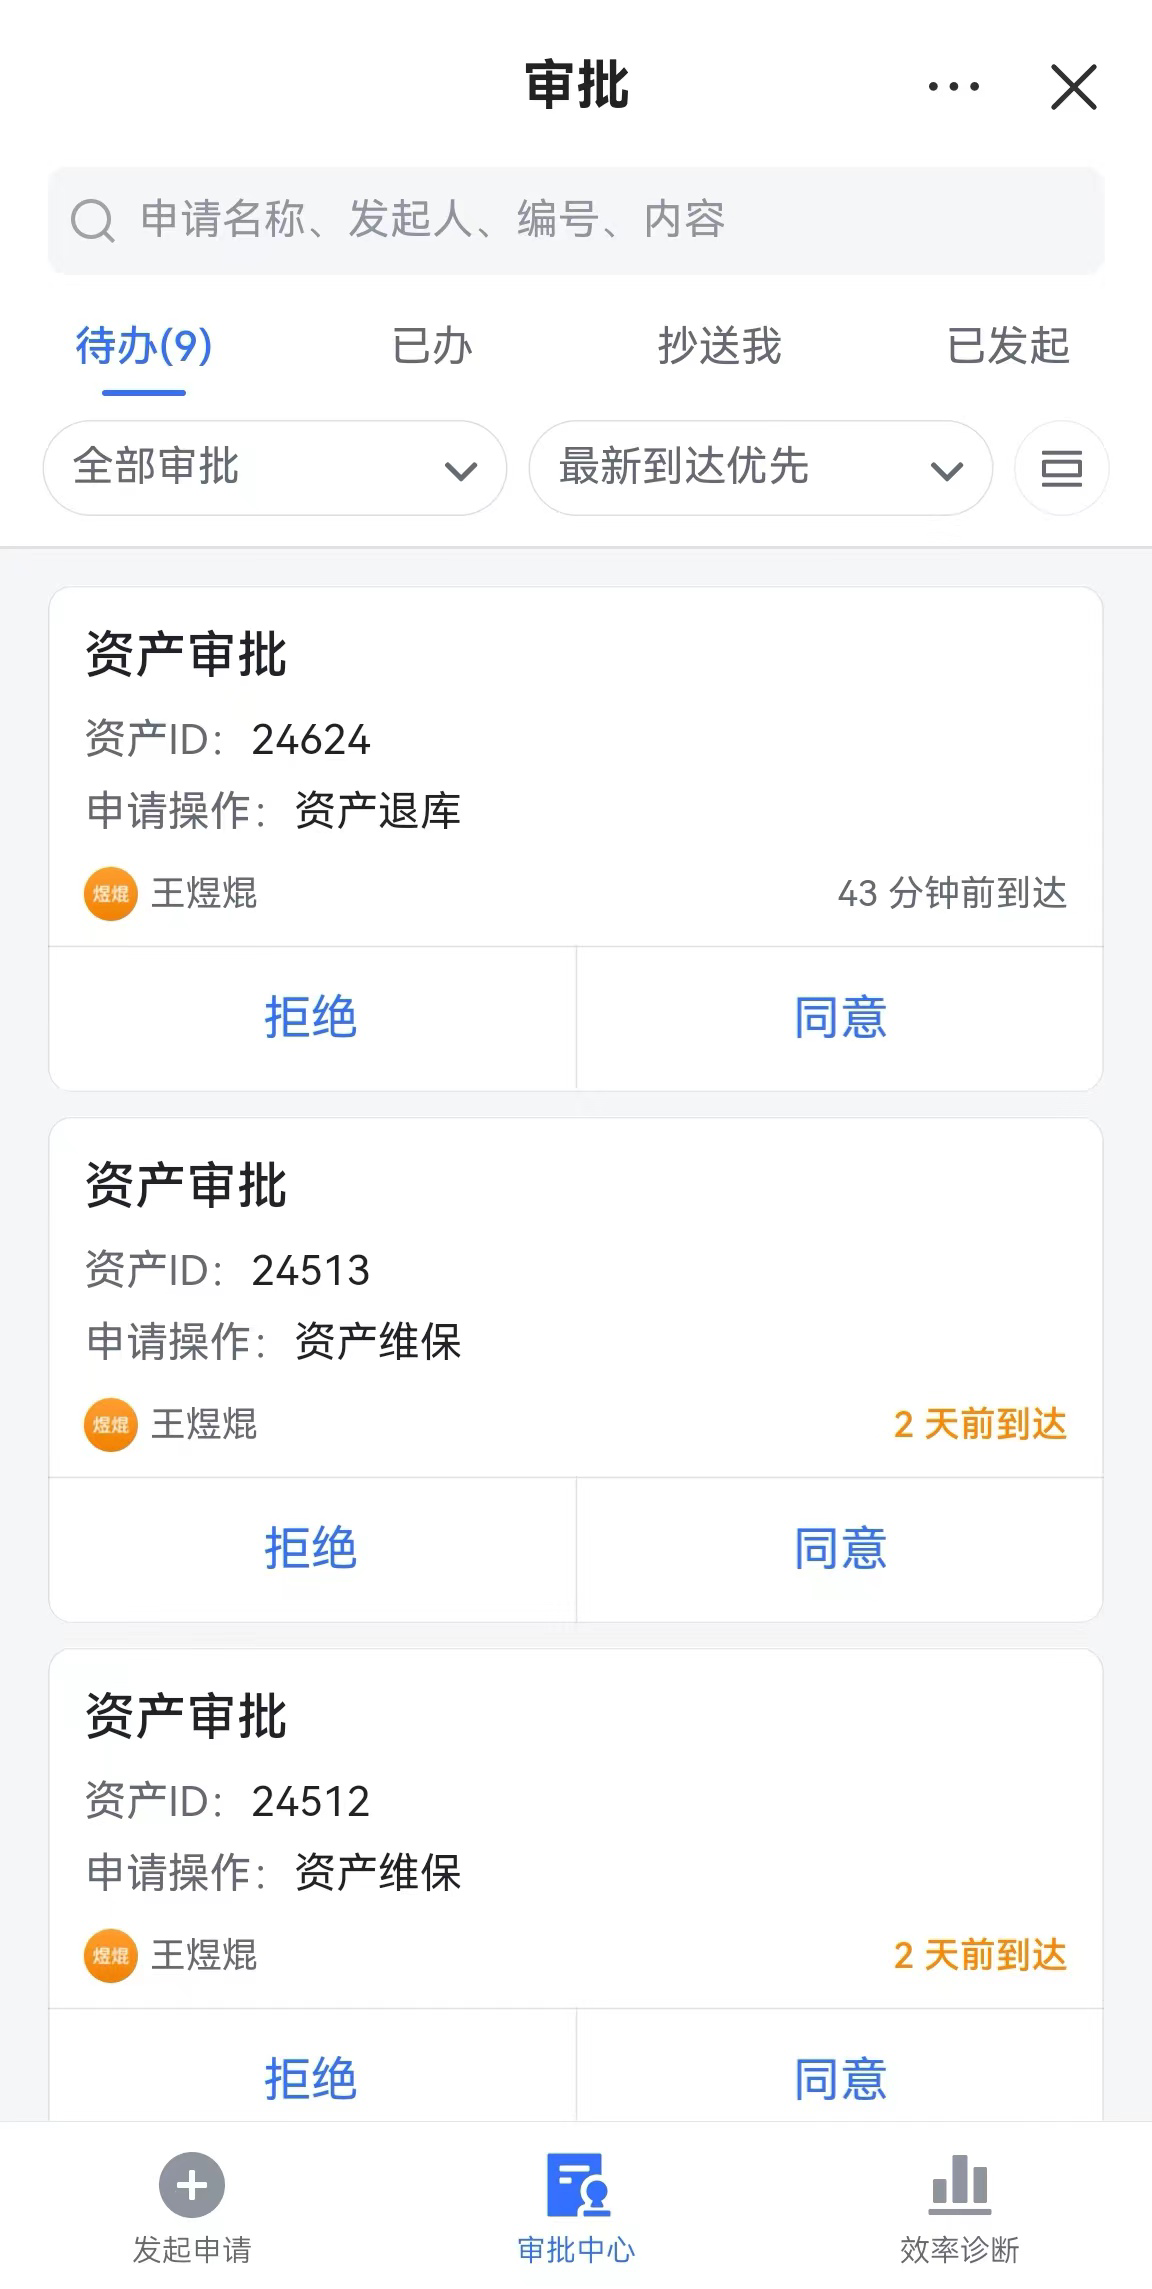 审批
申请名称、发起人、编号、内容
待办(9) 已办 抄送我 已发起
全部审批 最新到达优先
资产审批
资产ID： 24624
申请操作： 资产退库
煜焜 王煜焜 43 分钟前到达
拒绝 同意
资产审批
资产ID： 24513
申请操作： 资产维保
煜焜 王煜焜 2 天前到达
拒绝 同意
资产审批
资产ID： 24512
申请操作： 资产维保
煜焜 王煜焜 2 天前到达
拒绝 同意
发起申请 审批中心 效率诊断